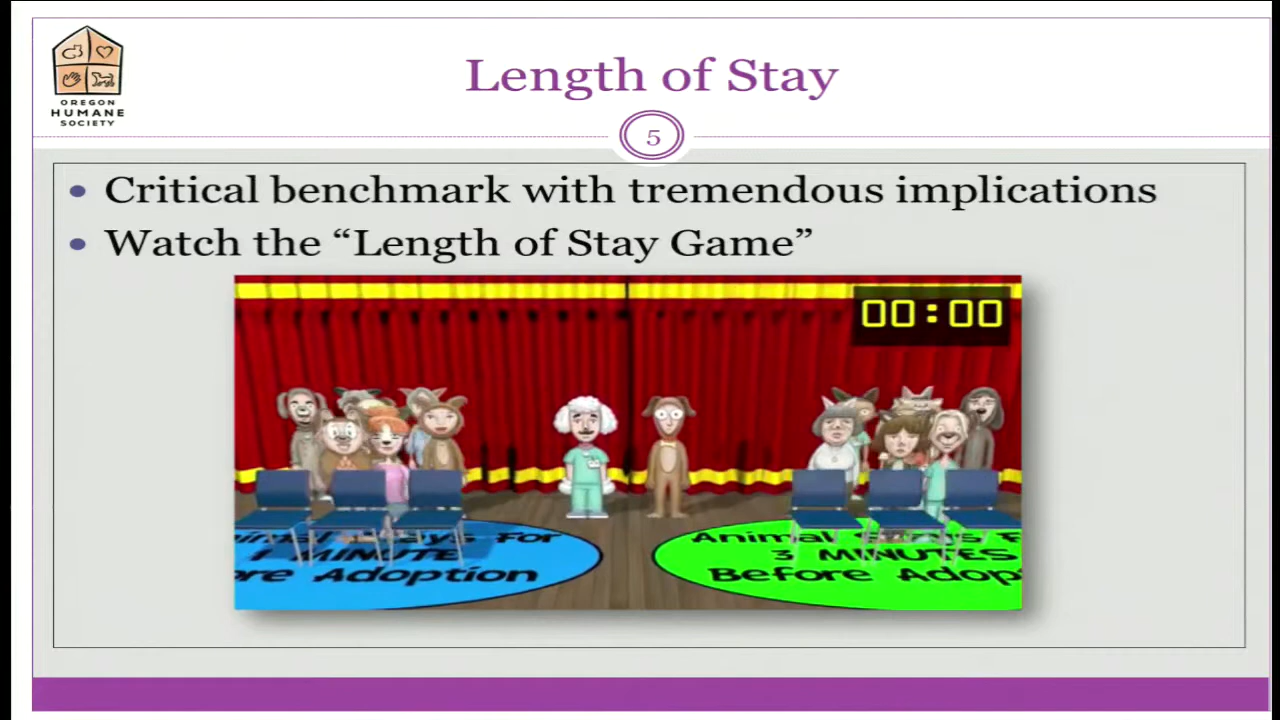 OREGON
HUMANE
SOCIETY
Length of Stay
5
• Critical benchmark with tremendous implications
• Watch the “Length of Stay Game”
00:00
For
1 MINUTE
Adoption
Animal
3 MINUTES
Before